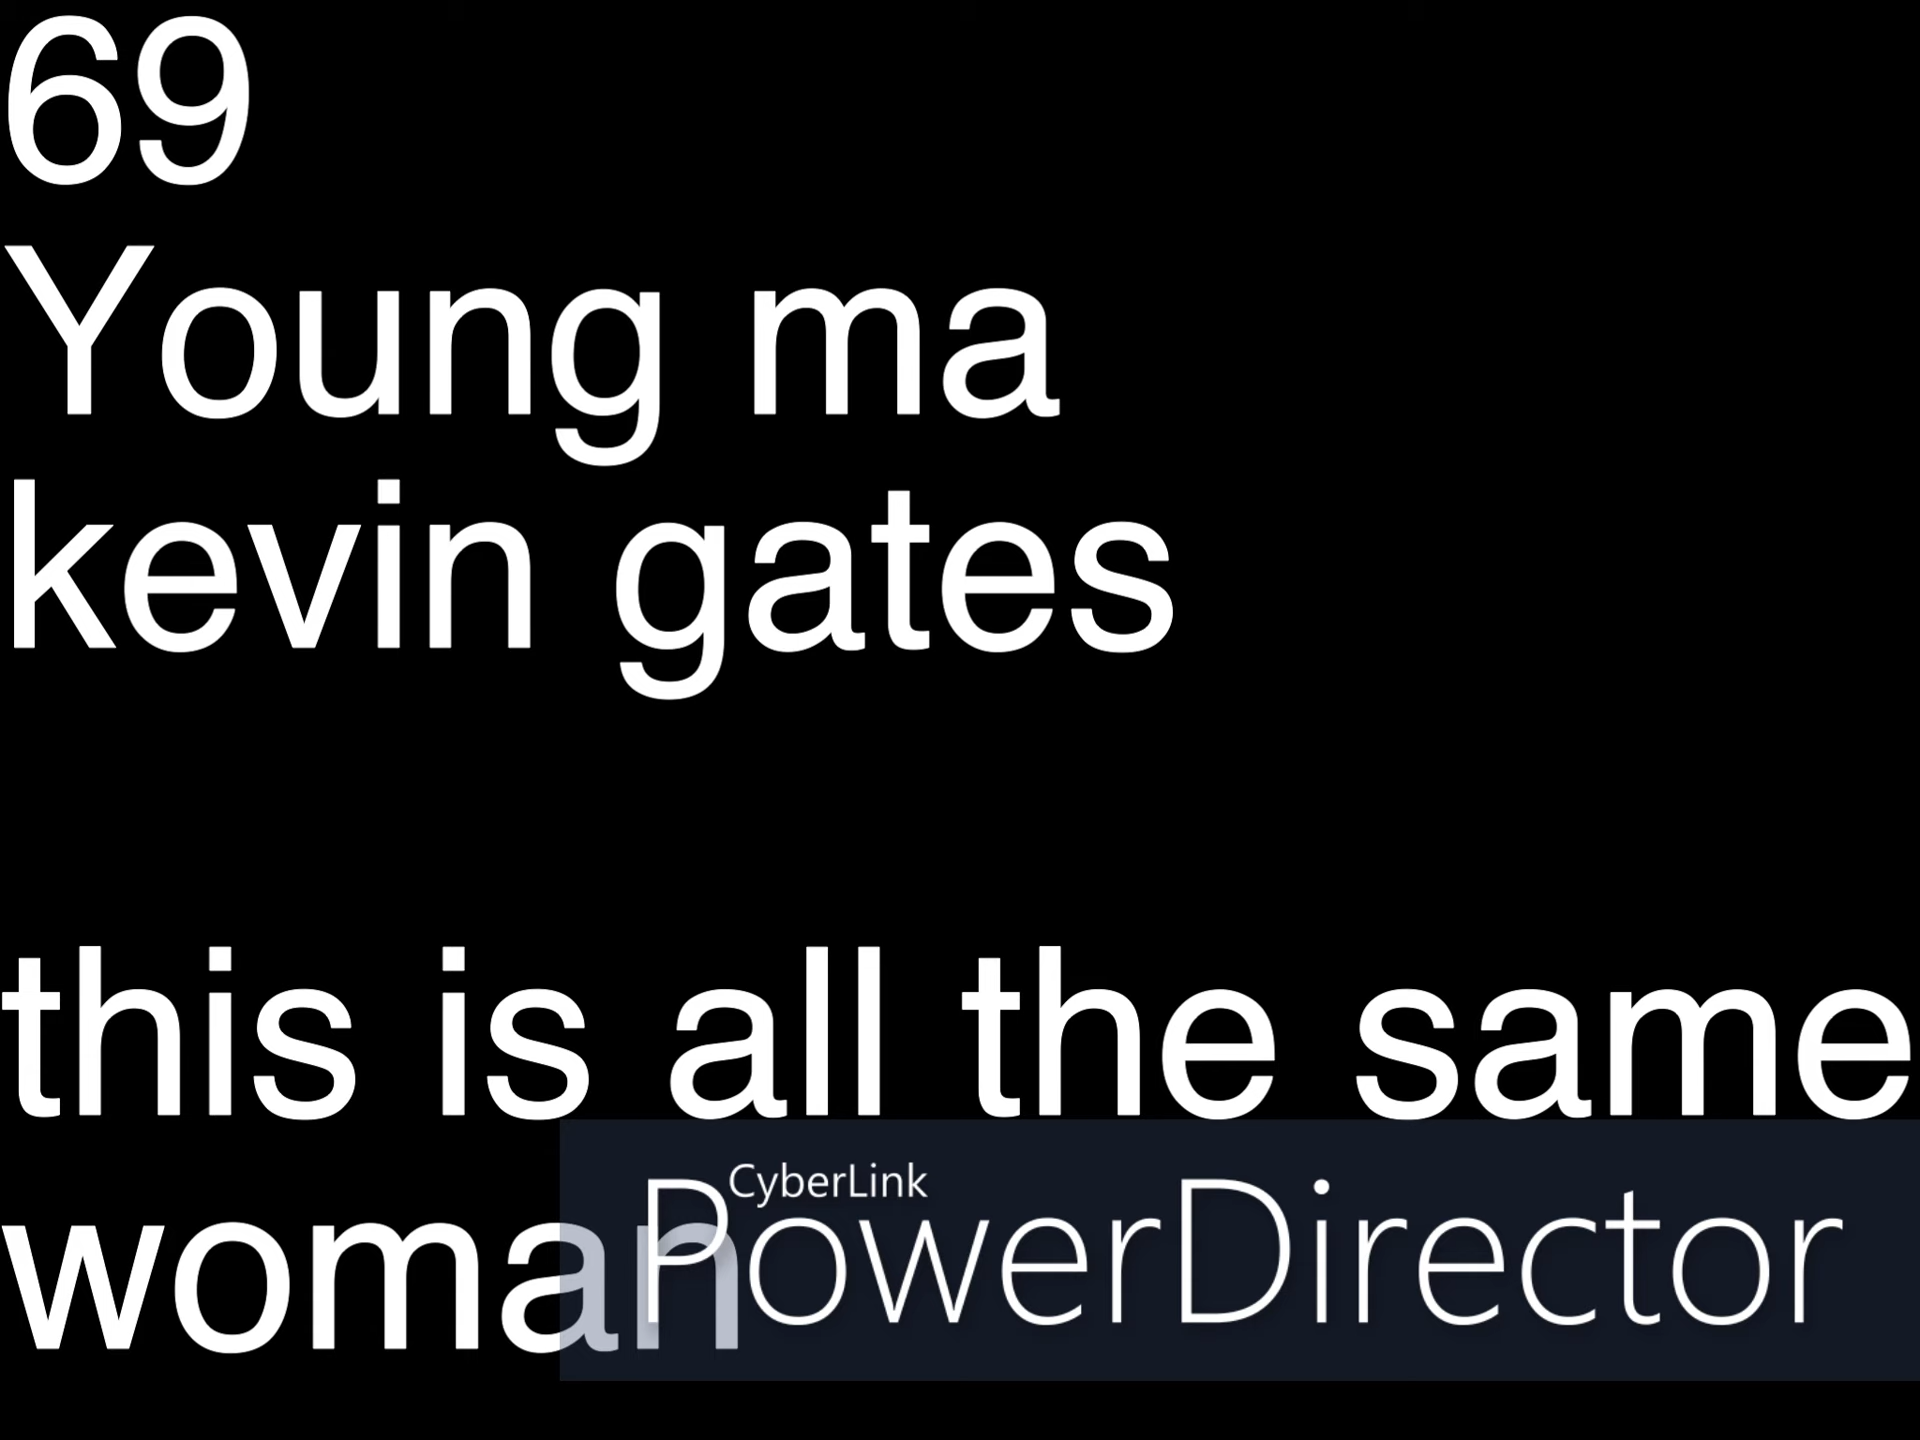 69
Young ma
kevin gates
this is all the same
woman
CyberLink
PowerDirector